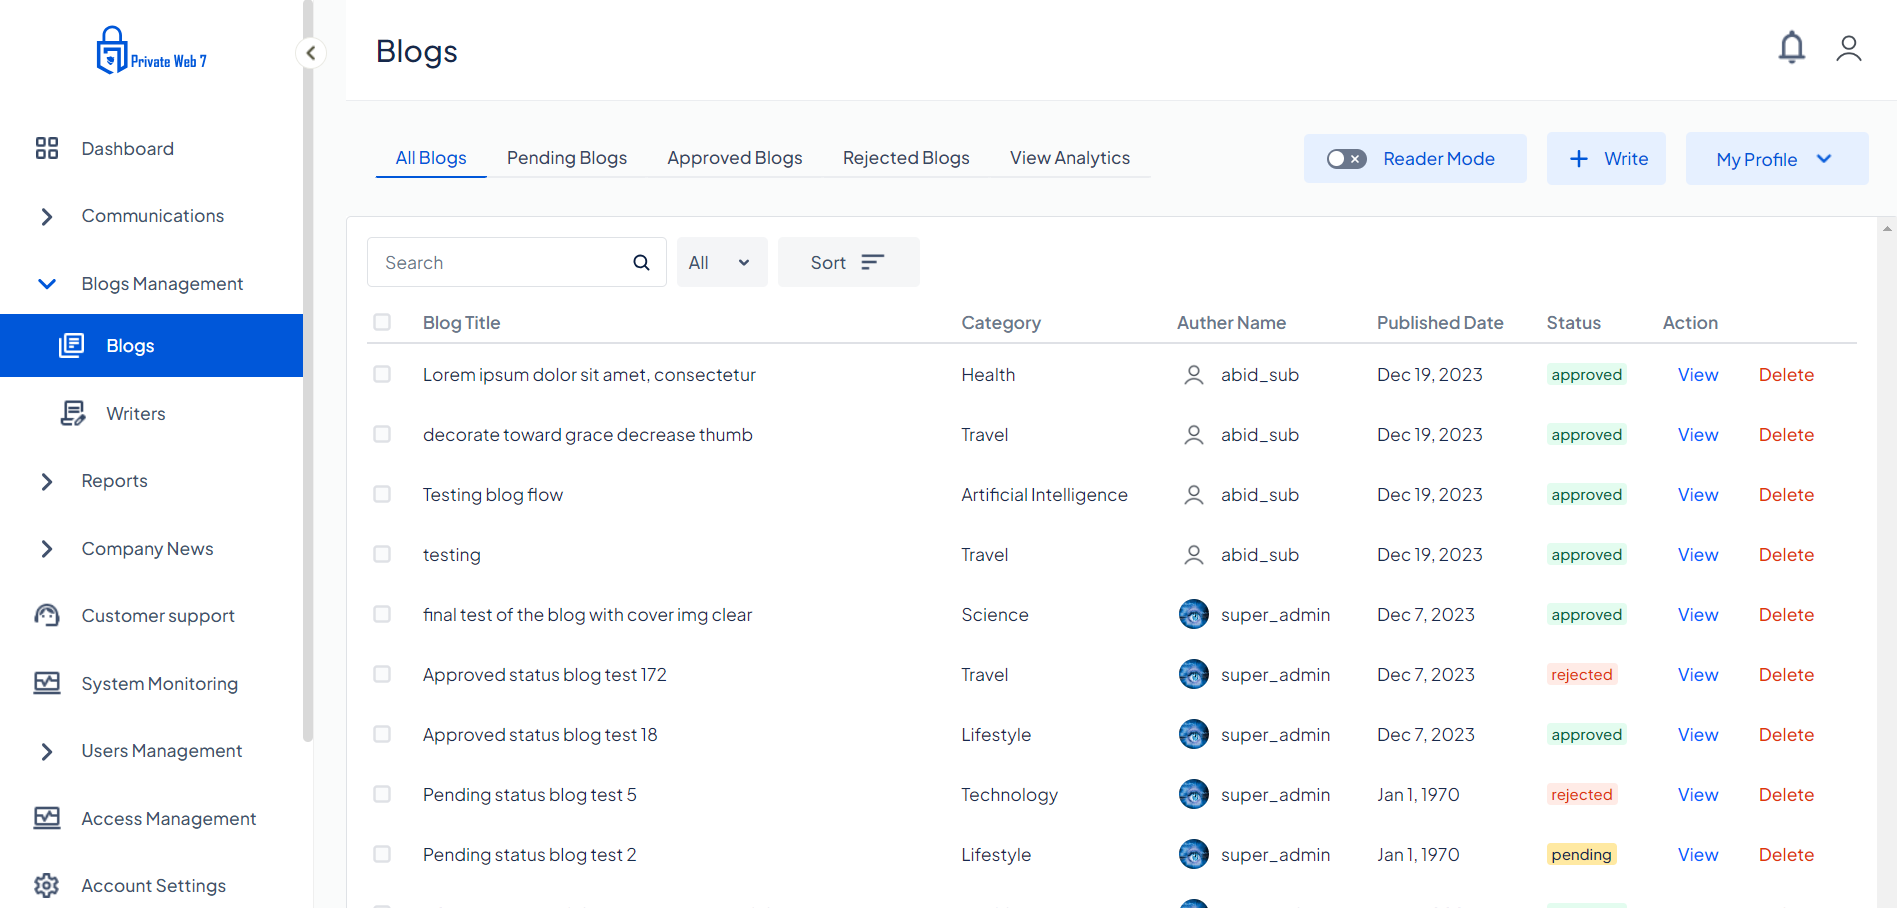 Private Web 7
Blogs
Dashboard
Communications
Blogs Management
Blogs
Writers
Reports
Company News
Customer support
System Monitoring
Users Management
Access Management
Account Settings
All Blogs Pending Blogs Approved Blogs Rejected Blogs View Analytics
Reader Mode Write My Profile
Search All Sort
Blog Title Category Auther Name Published Date Status Action
Lorem ipsum dolor sit amet, consectetur Health abid_sub Dec 19, 2023 approved View Delete
decorate toward grace decrease thumb Travel abid_sub Dec 19, 2023 approved View Delete
Testing blog flow Artificial Intelligence abid_sub Dec 19, 2023 approved View Delete
testing Travel abid_sub Dec 19, 2023 approved View Delete
final test of the blog with cover img clear Science super_admin Dec 7, 2023 approved View Delete
Approved status blog test 172 Travel super_admin Dec 7, 2023 rejected View Delete
Approved status blog test 18 Lifestyle super_admin Dec 7, 2023 approved View Delete
Pending status blog test 5 Technology super_admin Jan 1, 1970 rejected View Delete
Pending status blog test 2 Lifestyle super_admin Jan 1, 1970 pending View Delete